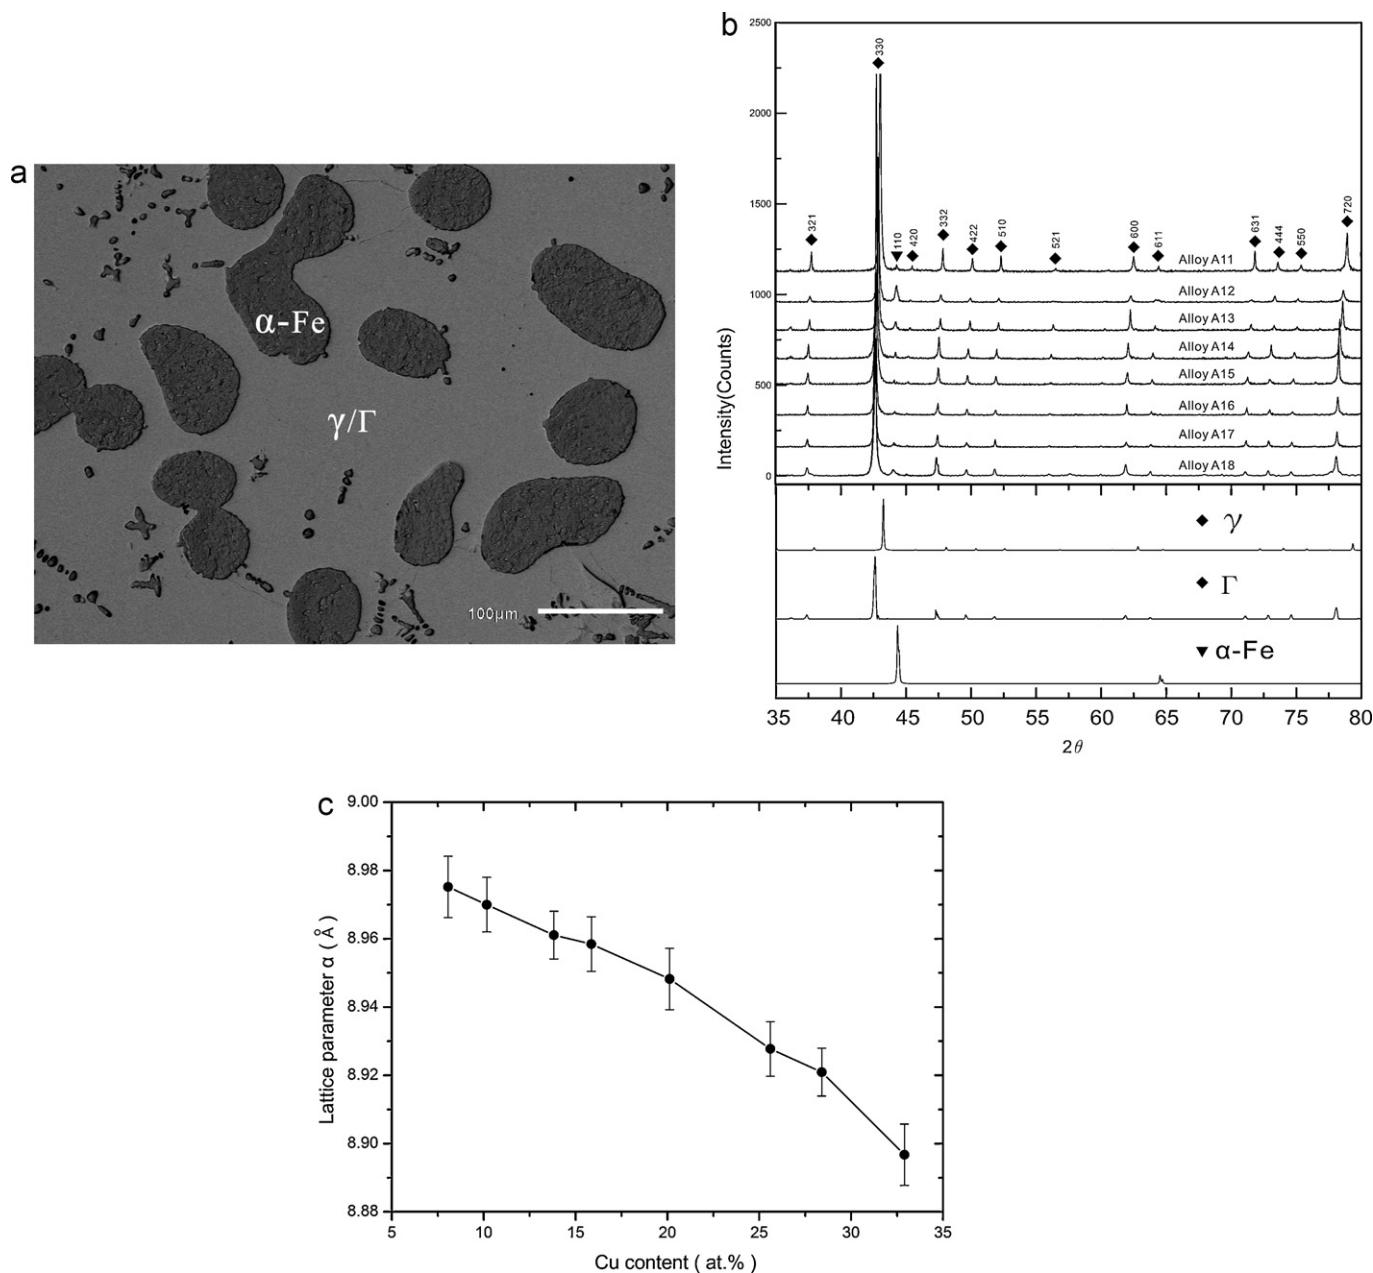 a
α-Fe
γ/Γ
100μm
b
2500
2000
1500
1000
500
0
Intensity(Counts)
321
330
110
420
332
422
510
521
600
611
631
444
550
720
Alloy A11
Alloy A12
Alloy A13
Alloy A14
Alloy A15
Alloy A16
Alloy A17
Alloy A18
γ
Γ
α-Fe
35 40 45 50 55 60 65 70 75 80
2θ
c
9.00
8.98
8.96
8.94
8.92
8.90
8.88
Lattice parameter α ( Å )
5 10 15 20 25 30 35
Cu content ( at.% )